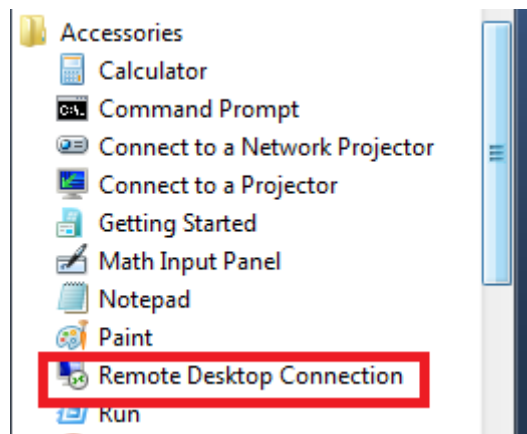 Accessories
Calculator
Command Prompt
Connect to a Network Projector
Connect to a Projector
Getting Started
Math Input Panel
Notepad
Paint
Remote Desktop Connection
Run